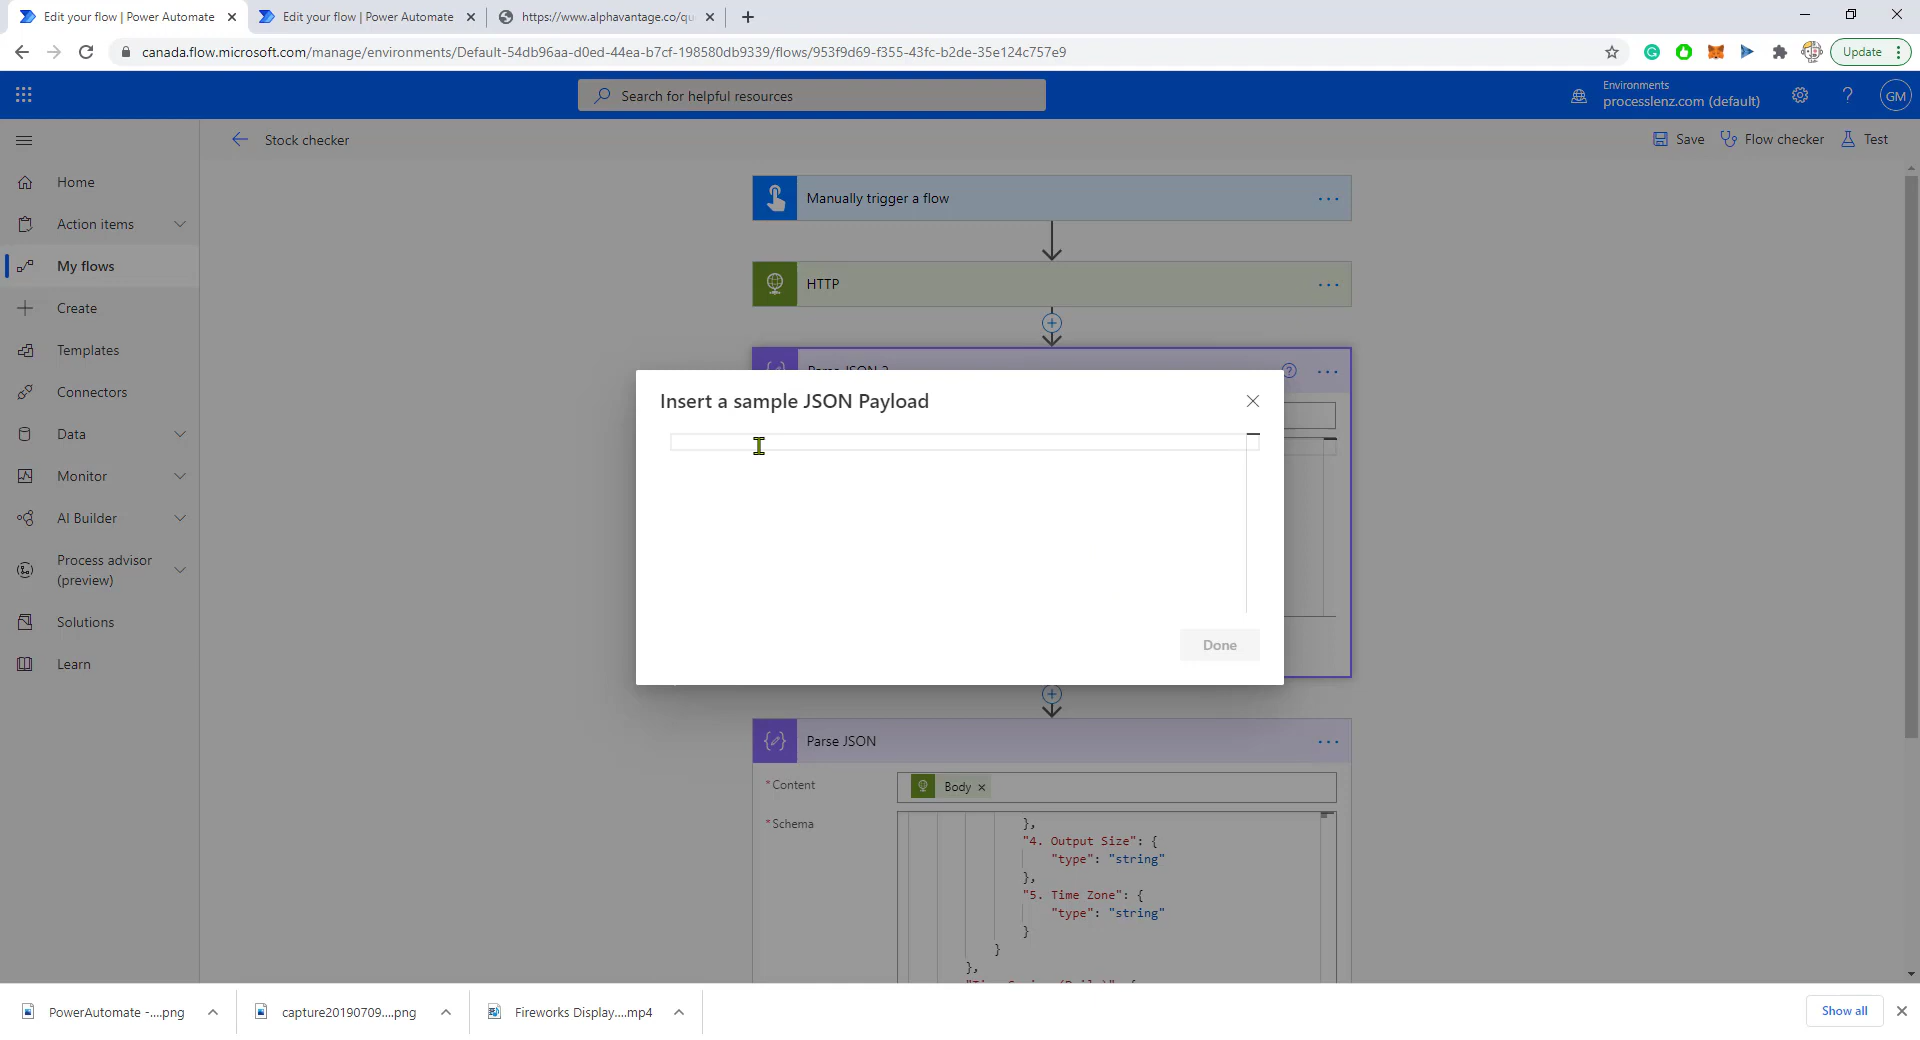 Edit your flow | Power Automate
Edit your flow | Power Automate
https://www.alphavantage.co/qu
canada.flow.microsoft.com/manage/environments/Default-54db96aa-d0ed-44ea-b7cf-198580db9339/flows/953f9d69-f355-43fc-b2de-35e124c757e9
Update
Search for helpful resources
Environments
processlenz.com (default)
GM
Stock checker
Save
Flow checker
Test
Home
Action items
My flows
Create
Templates
Connectors
Data
Monitor
AI Builder
Process advisor
(preview)
Solutions
Learn
Manually trigger a flow
HTTP
Parse JSON 2
Insert a sample JSON Payload
Done
Parse JSON
*Content
Body
*Schema
},
"4. Output Size": {
"type": "string"
},
"5. Time Zone": {
"type": "string"
}
}
},
PowerAutomate -....png
capture20190709....png
Fireworks Display....mp4
Show all